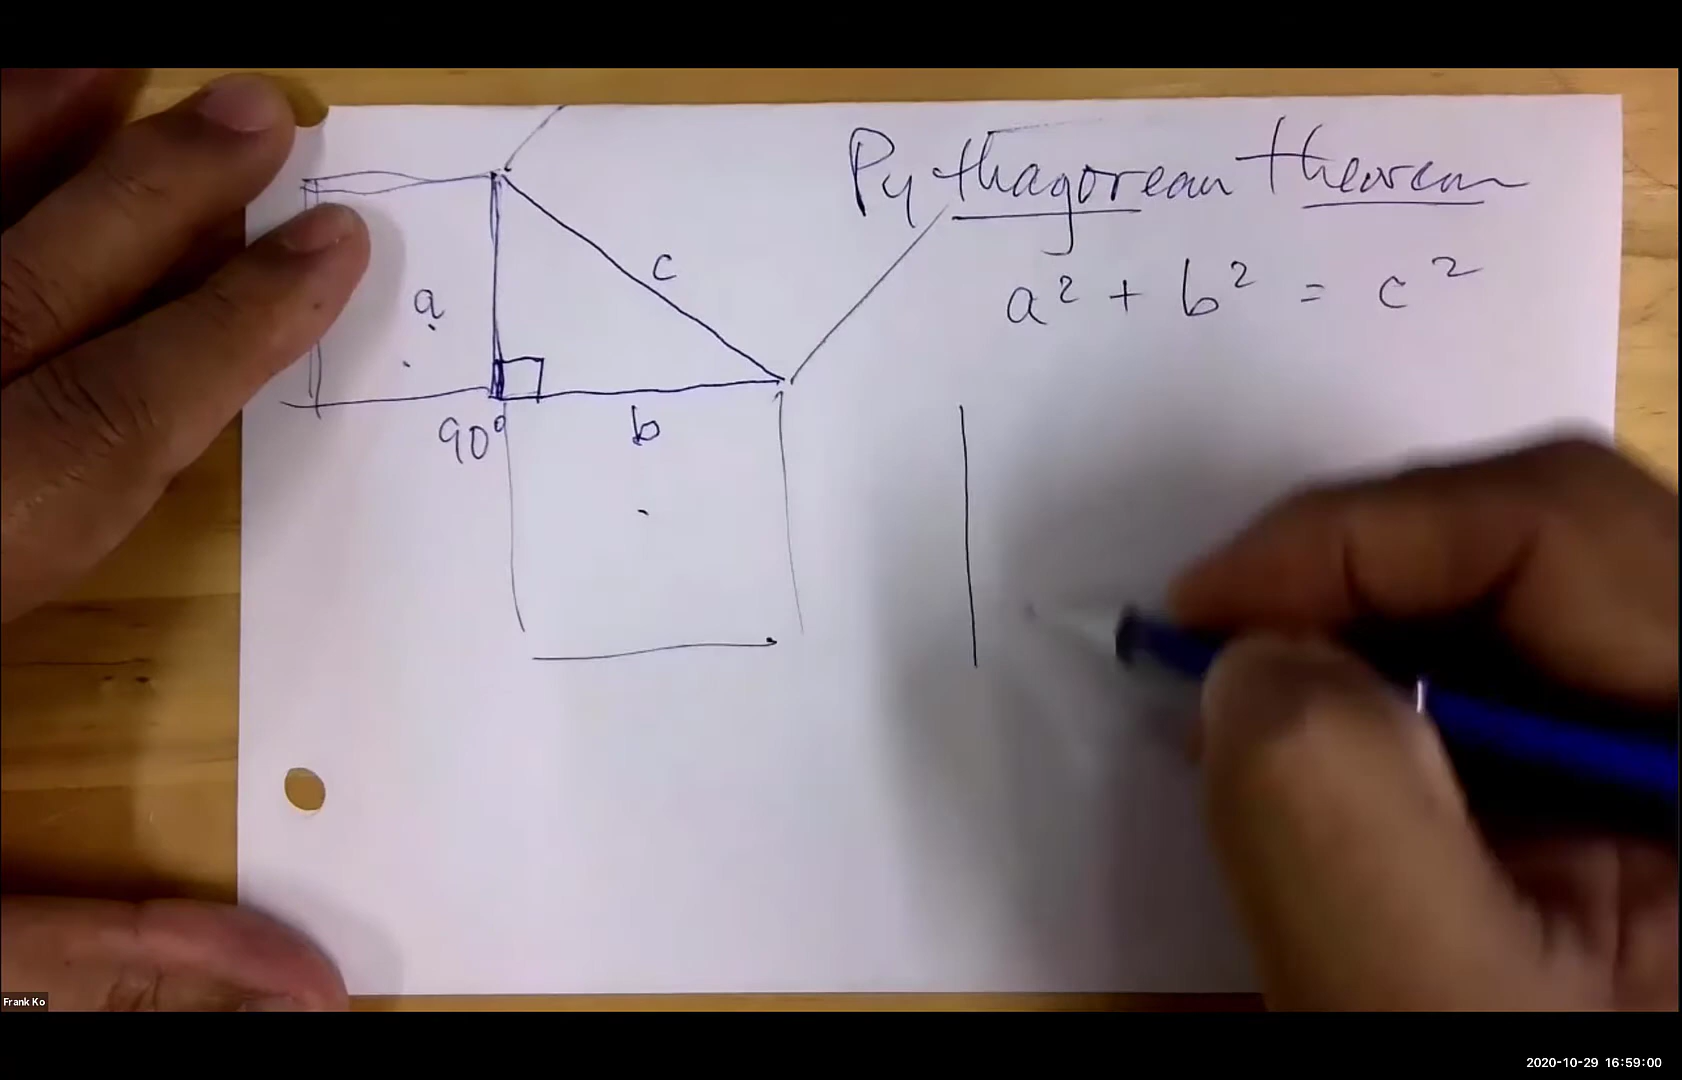 Pythagorean theorem
a² + b² = c²
c
a
90°
b
Frank Ko
2020-10-29 16:59:00